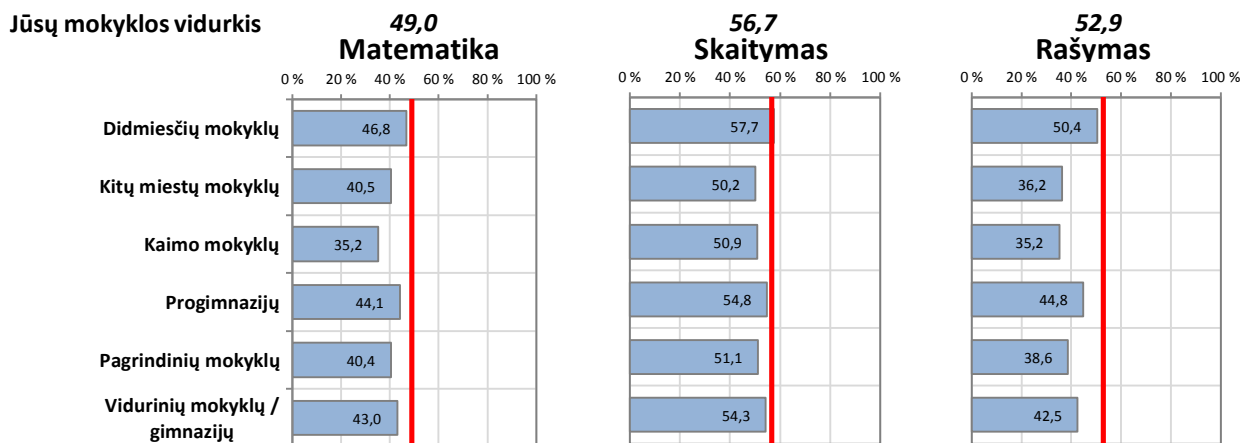 Jūsų mokyklos vidurkis 49,0 56,7 52,9
Matematika Skaitymas Rašymas
0 % 20 % 40 % 60 % 80 % 100 % 0 % 20 % 40 % 60 % 80 % 100 % 0 % 20 % 40 % 60 % 80 % 100 %
Didmiesčių mokyklų 46,8 57,7 50,4
Kitų miestų mokyklų 40,5 50,2 36,2
Kaimo mokyklų 35,2 50,9 35,2
Progimnazijų 44,1 54,8 44,8
Pagrindinių mokyklų 40,4 51,1 38,6
Vidurinių mokyklų /
gimnazijų 43,0 54,3 42,5